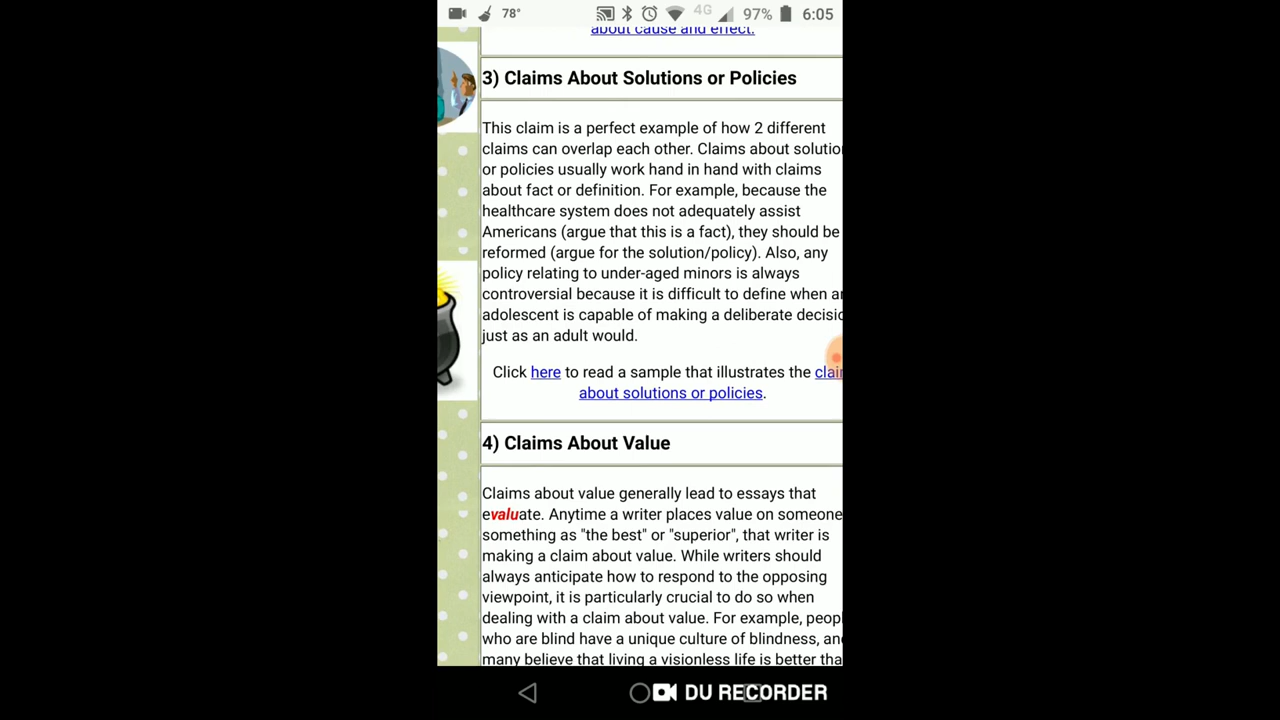 78° 4G 97% 6:05
about cause and effect.
3) Claims About Solutions or Policies
This claim is a perfect example of how 2 different
claims can overlap each other. Claims about solutio
or policies usually work hand in hand with claims
about fact or definition. For example, because the
healthcare system does not adequately assist
Americans (argue that this is a fact), they should be
reformed (argue for the solution/policy). Also, any
policy relating to under-aged minors is always
controversial because it is difficult to define when a
adolescent is capable of making a deliberate decisi
just as an adult would.
Click here to read a sample that illustrates the clai
about solutions or policies.
4) Claims About Value
Claims about value generally lead to essays that
evaluate. Anytime a writer places value on someone
something as "the best" or "superior", that writer is
making a claim about value. While writers should
always anticipate how to respond to the opposing
viewpoint, it is particularly crucial to do so when
dealing with a claim about value. For example, peop
who are blind have a unique culture of blindness, an
many believe that living a visionless life is better tha
DU RECORDER